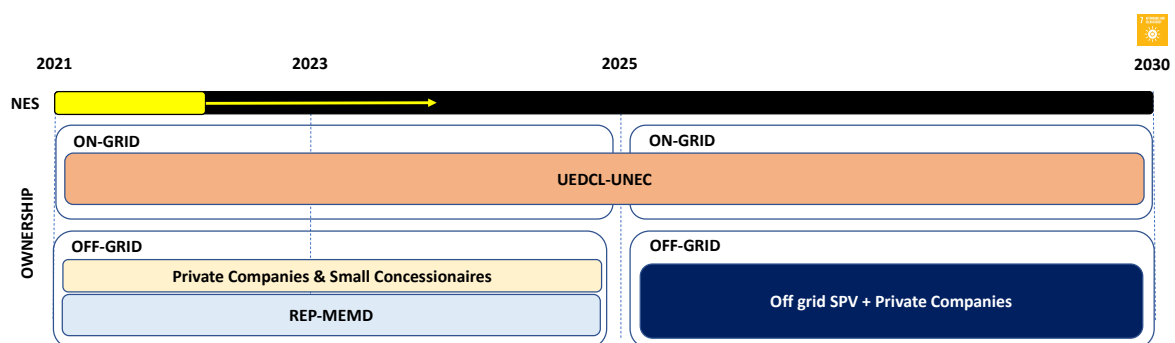 2021
2023
2025
2030
NES
ON-GRID
ON-GRID
UEDCL-UNEC
OWNERSHIP
OFF-GRID
OFF-GRID
Private Companies & Small Concessionaires
REP-MEMD
Off grid SPV + Private Companies